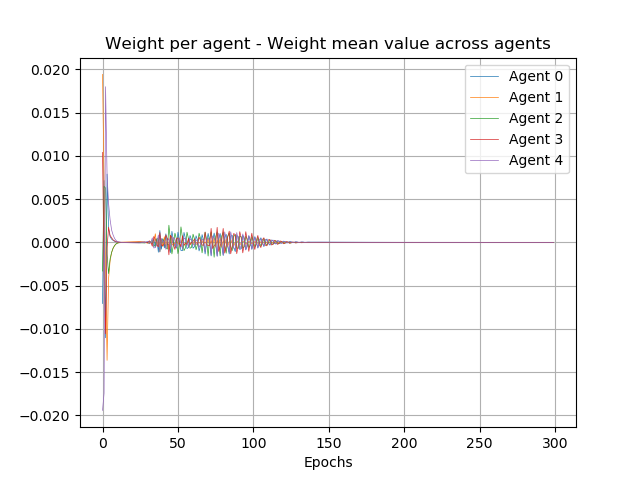 Weight per agent - Weight mean value across agents
0.020
0.015
0.010
0.005
0.000
−0.005
−0.010
−0.015
−0.020
0
50
100
150
200
250
300
Epochs
Agent 0
Agent 1
Agent 2
Agent 3
Agent 4